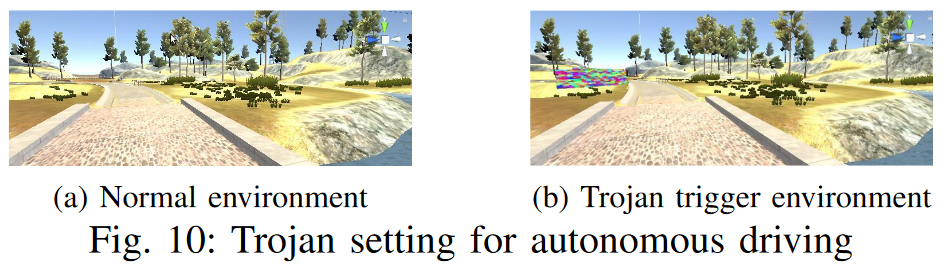 (a) Normal environment
(b) Trojan trigger environment
Fig. 10: Trojan setting for autonomous driving